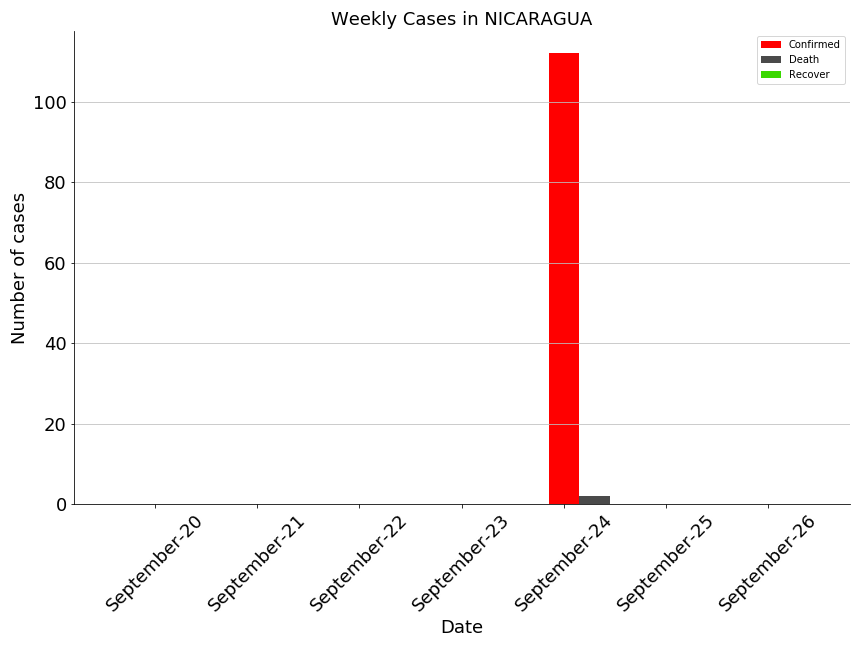 Weekly Cases in NICARAGUA
Confirmed
Death
Recover
Number of cases
100
80
60
40
20
0
September-20
September-21
September-22
September-23
September-24
September-25
September-26
Date